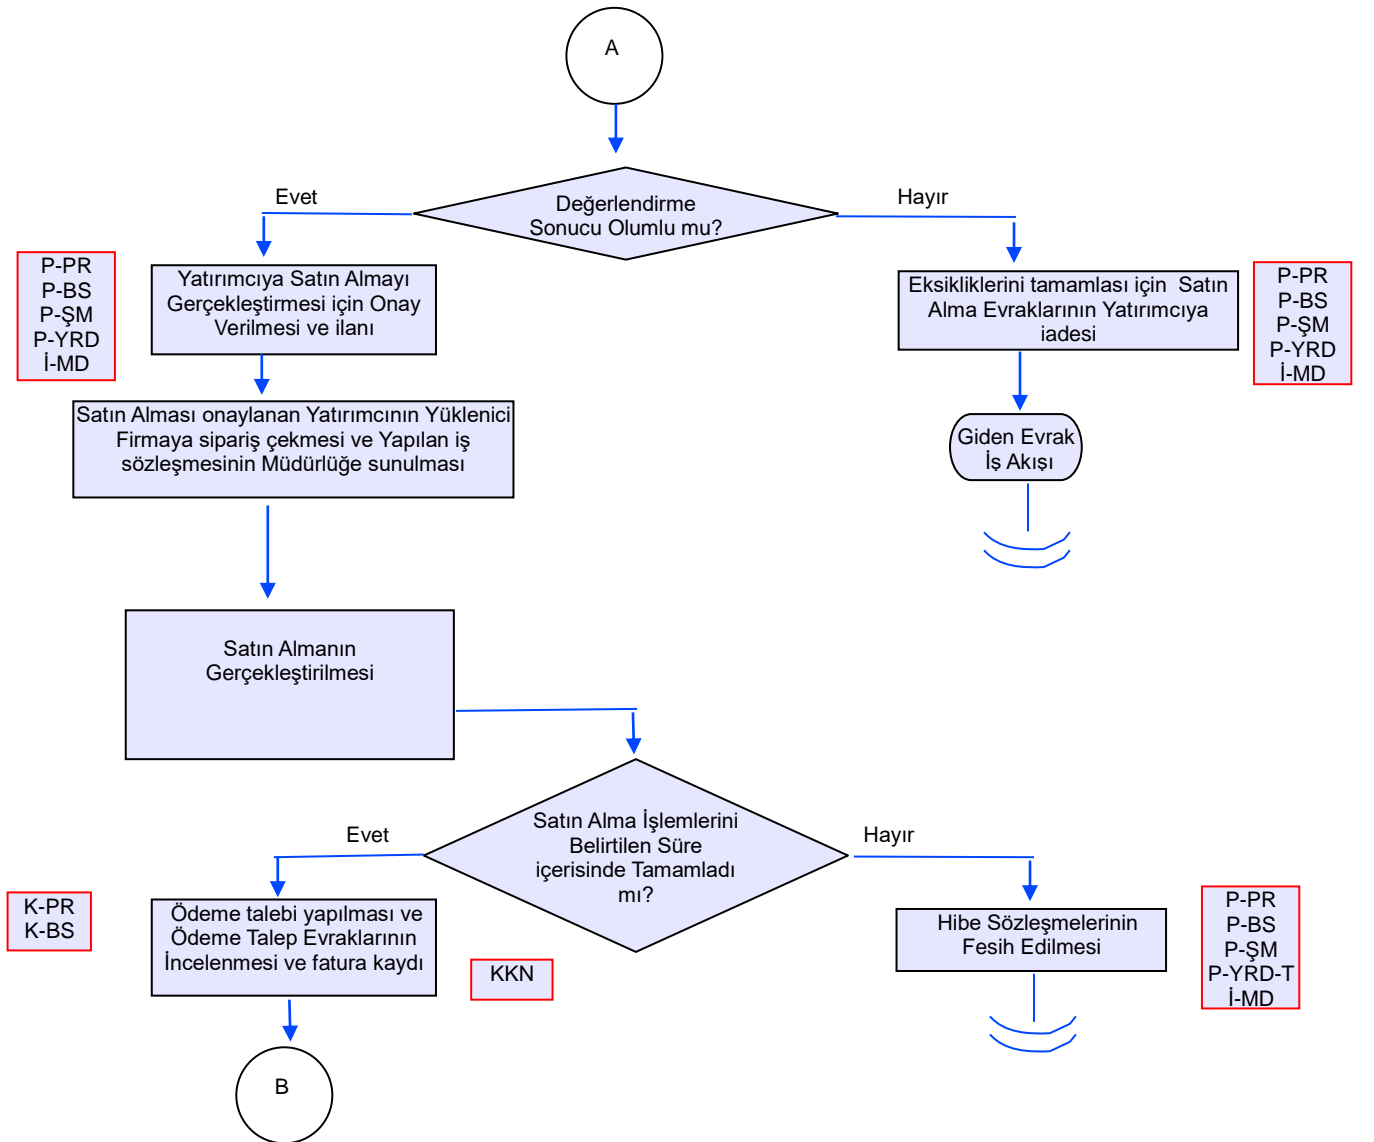 A
Değerlendirme
Sonucu Olumlu mu?
Evet
Hayır
P-PR
P-BS
P-ŞM
P-YRD
İ-MD
Yatırımcıya Satın Almayı
Gerçekleştirmesi için Onay
Verilmesi ve ilanı
Eksikliklerini tamamlası için Satın
Alma Evraklarının Yatırımcıya
iadesi
P-PR
P-BS
P-ŞM
P-YRD
İ-MD
Satın Alması onaylanan Yatırımcının Yüklenici
Firmaya sipariş çekmesi ve Yapılan iş
sözleşmesinin Müdürlüğe sunulması
Giden Evrak
İş Akışı
Satın Almanın
Gerçekleştirilmesi
Satın Alma İşlemlerini
Belirtilen Süre
içerisinde Tamamladı
mı?
Evet
Hayır
K-PR
K-BS
Ödeme talebi yapılması ve
Ödeme Talep Evraklarının
İncelenmesi ve fatura kaydı
KKN
Hibe Sözleşmelerinin
Fesih Edilmesi
P-PR
P-BS
P-ŞM
P-YRD-T
İ-MD
B